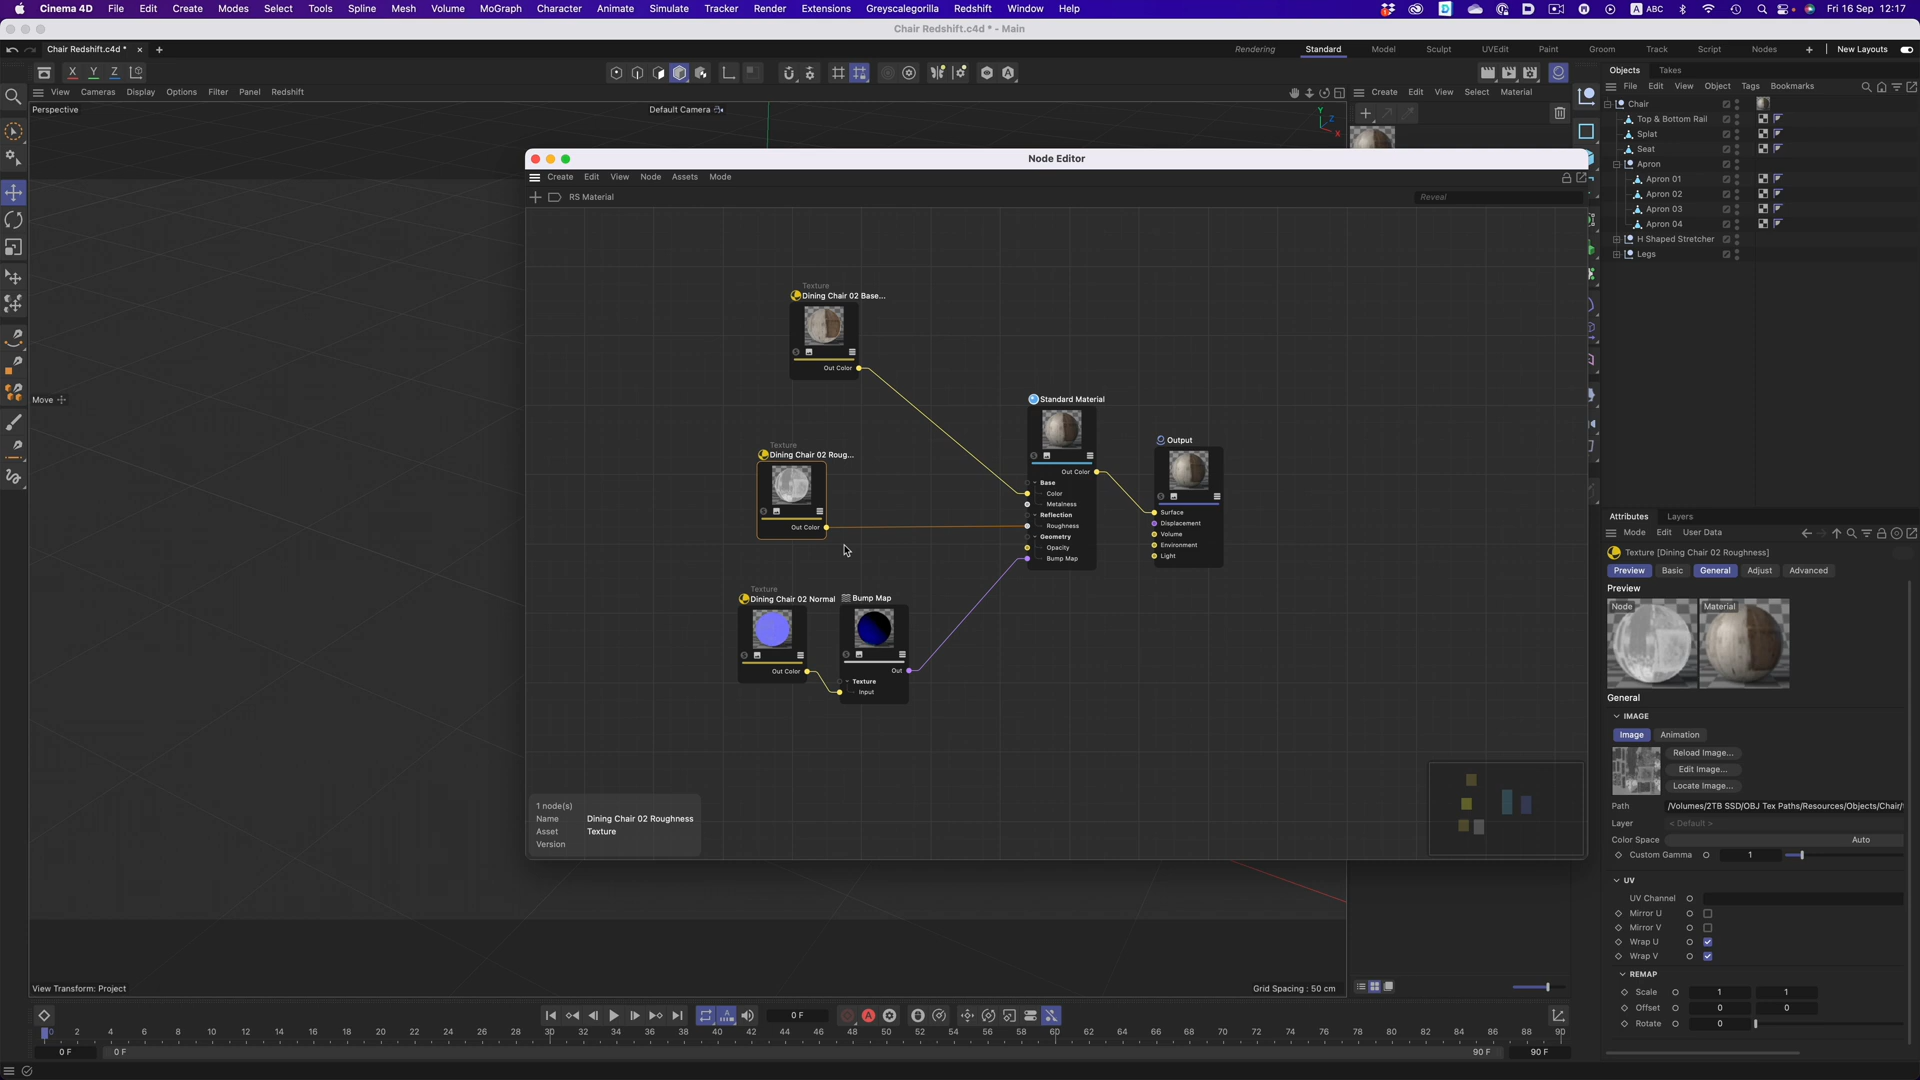 Cinema 4D File Edit Create Modes Select Tools Spline Mesh Volume MoGraph Character Animate Simulate Tracker Render Extensions Greyscalegorilla Redshift Window Help ABC Fri 16 Sep 12:17
Chair Redshift.c4d * - Main
Chair Redshift.c4d * Rendering Standard Model Sculpt UVEdit Paint Groom Track Script Nodes New Layouts
X Y Z
Objects Takes
View Cameras Display Options Filter Panel Redshift
Create Edit View Select Material
File Edit View Object Tags Bookmarks
Perspective
Default Camera
Y
Z
X
Chair
Top & Bottom Rail
Splat
Seat
Apron
Apron 01
Apron 02
Apron 03
Apron 04
H Shaped Stretcher
Legs
Move
Node Editor
Create Edit View Node Assets Mode
RS Material
Reveal
Texture
Dining Chair 02 Base...
Out Color
Texture
Dining Chair 02 Roug...
Out Color
Texture
Dining Chair 02 Normal
Out Color
Bump Map
Out
Texture
Input
Standard Material
Out Color
Base
Color
Metalness
Reflection
Roughness
Geometry
Opacity
Bump Map
Output
Surface
Displacement
Volume
Environment
Light
1 node(s)
Name Dining Chair 02 Roughness
Asset Texture
Version
Attributes Layers
Mode Edit User Data
Texture [Dining Chair 02 Roughness]
Preview Basic General Adjust Advanced
Preview
Node Material
General
IMAGE
Image Animation
Reload Image...
Edit Image...
Locate Image...
Path /Volumes/2TB SSD/OBJ Tex Paths/Resources/Objects/Chair/
Layer < Default >
Color Space Auto
Custom Gamma 1
UV
UV Channel
Mirror U
Mirror V
Wrap U
Wrap V
REMAP
Scale 1 1
Offset 0 0
Rotate 0
View Transform: Project
Grid Spacing : 50 cm
0 F
0 2 4 6 8 10 12 14 16 18 20 22 24 26 28 30 32 34 36 38 40 42 44 46 48 50 52 54 56 58 60 62 64 66 68 70 72 74 76 78 80 82 84 86 88 90
0 F 0 F 90 F 90 F